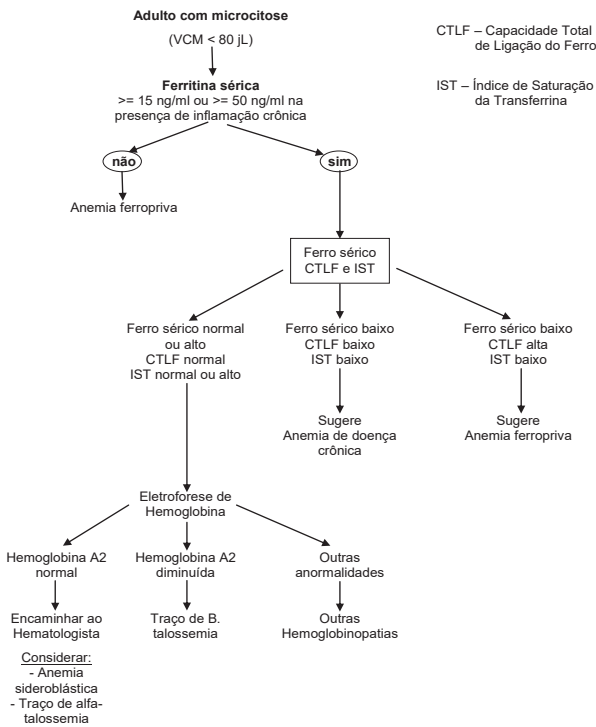 Adulto com microcitose
(VCM < 80 jL)
CTLF – Capacidade Total
de Ligação do Ferro
IST – Índice de Saturação
da Transferrina
Ferritina sérica
>= 15 ng/ml ou >= 50 ng/ml na
presença de inflamação crônica
não
sim
Anemia ferropriva
Ferro sérico
CTLF e IST
Ferro sérico normal
ou alto
CTLF normal
IST normal ou alto
Ferro sérico baixo
CTLF baixo
IST baixo
Ferro sérico baixo
CTLF alta
IST baixo
Sugere
Anemia de doença
crônica
Sugere
Anemia ferropriva
Eletroforese de
Hemoglobina
Hemoglobina A2
normal
Hemoglobina A2
diminuída
Outras
anormalidades
Encaminhar ao
Hematologista
Traço de B.
talossemia
Outras
Hemoglobinopatias
Considerar:
- Anemia
sideroblástica
- Traço de alfa-
talossemia